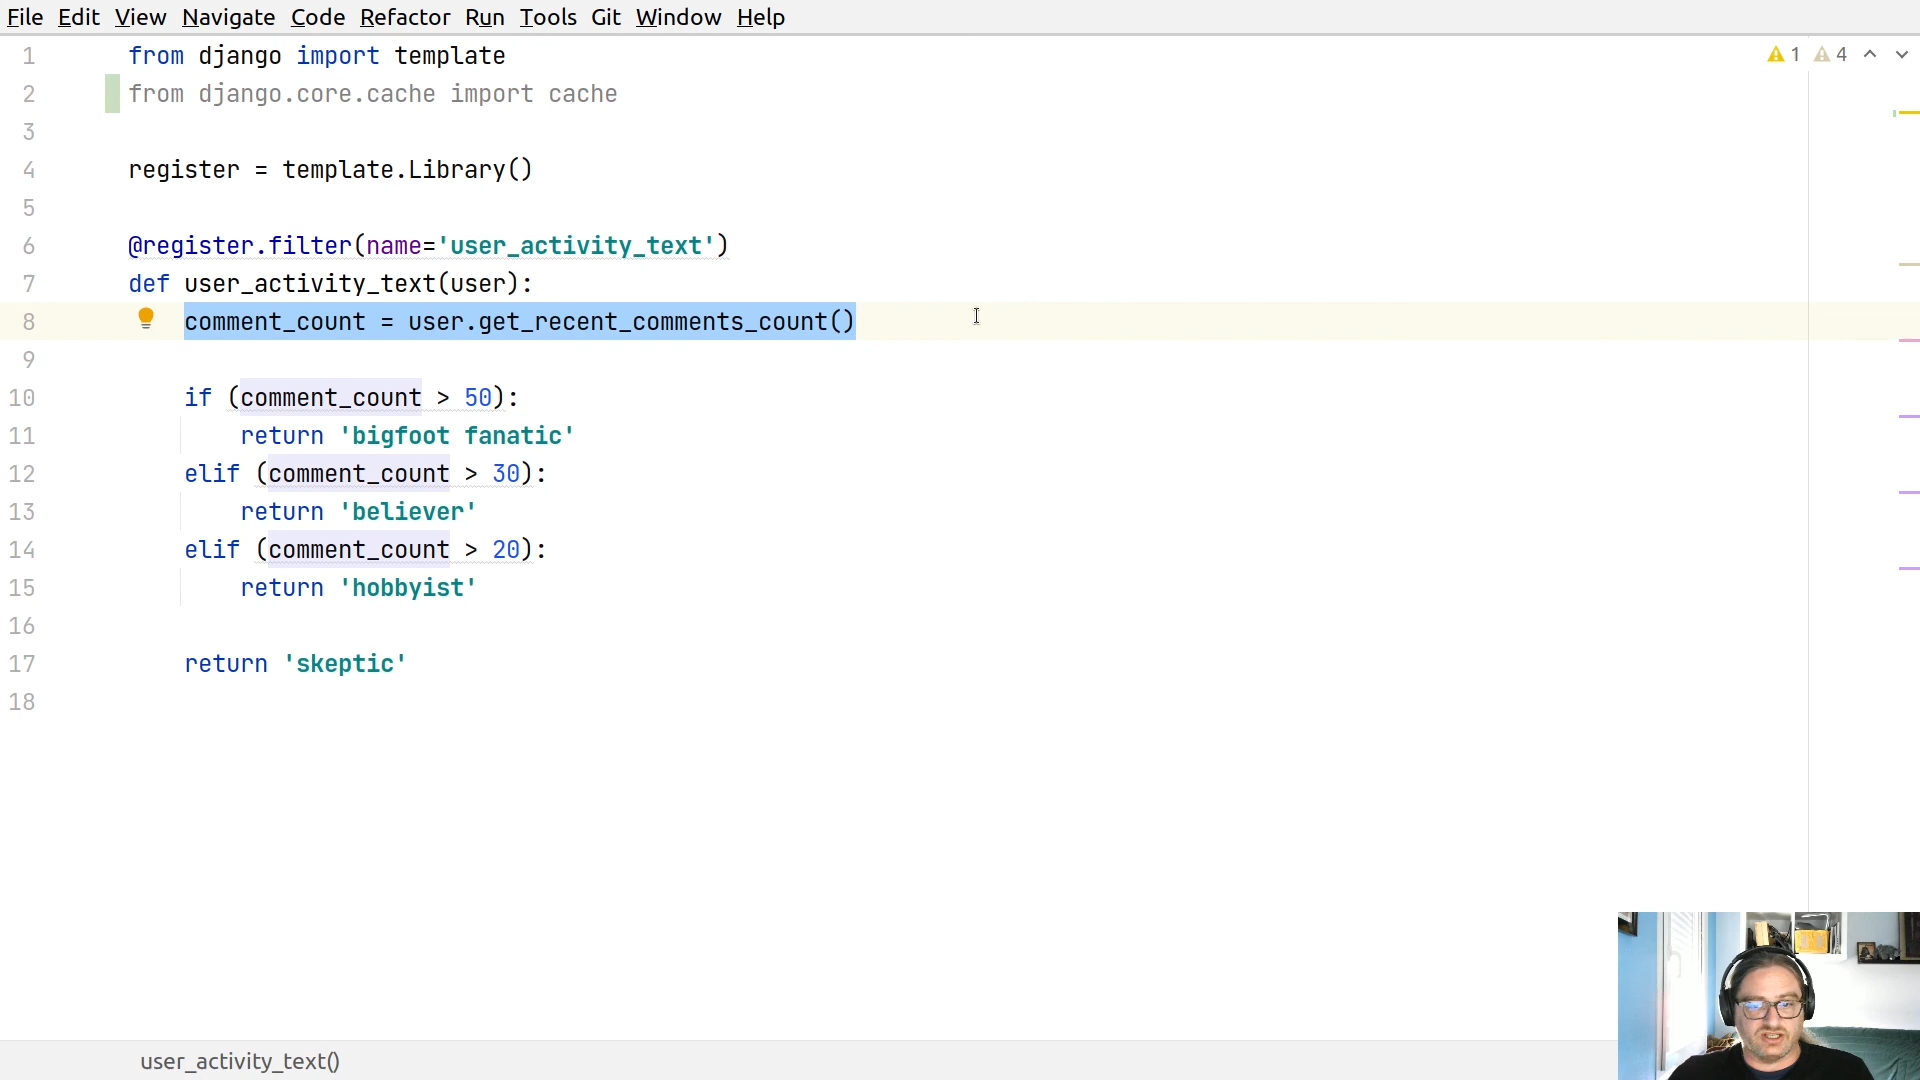 File Edit View Navigate Code Refactor Run Tools Git Window Help
1 from django import template
2 from django.core.cache import cache
3
4 register = template.Library()
5
6 @register.filter(name='user_activity_text')
7 def user_activity_text(user):
8 comment_count = user.get_recent_comments_count()
9
10 if (comment_count > 50):
11 return 'bigfoot fanatic'
12 elif (comment_count > 30):
13 return 'believer'
14 elif (comment_count > 20):
15 return 'hobbyist'
16
17 return 'skeptic'
18
1 4
user_activity_text()